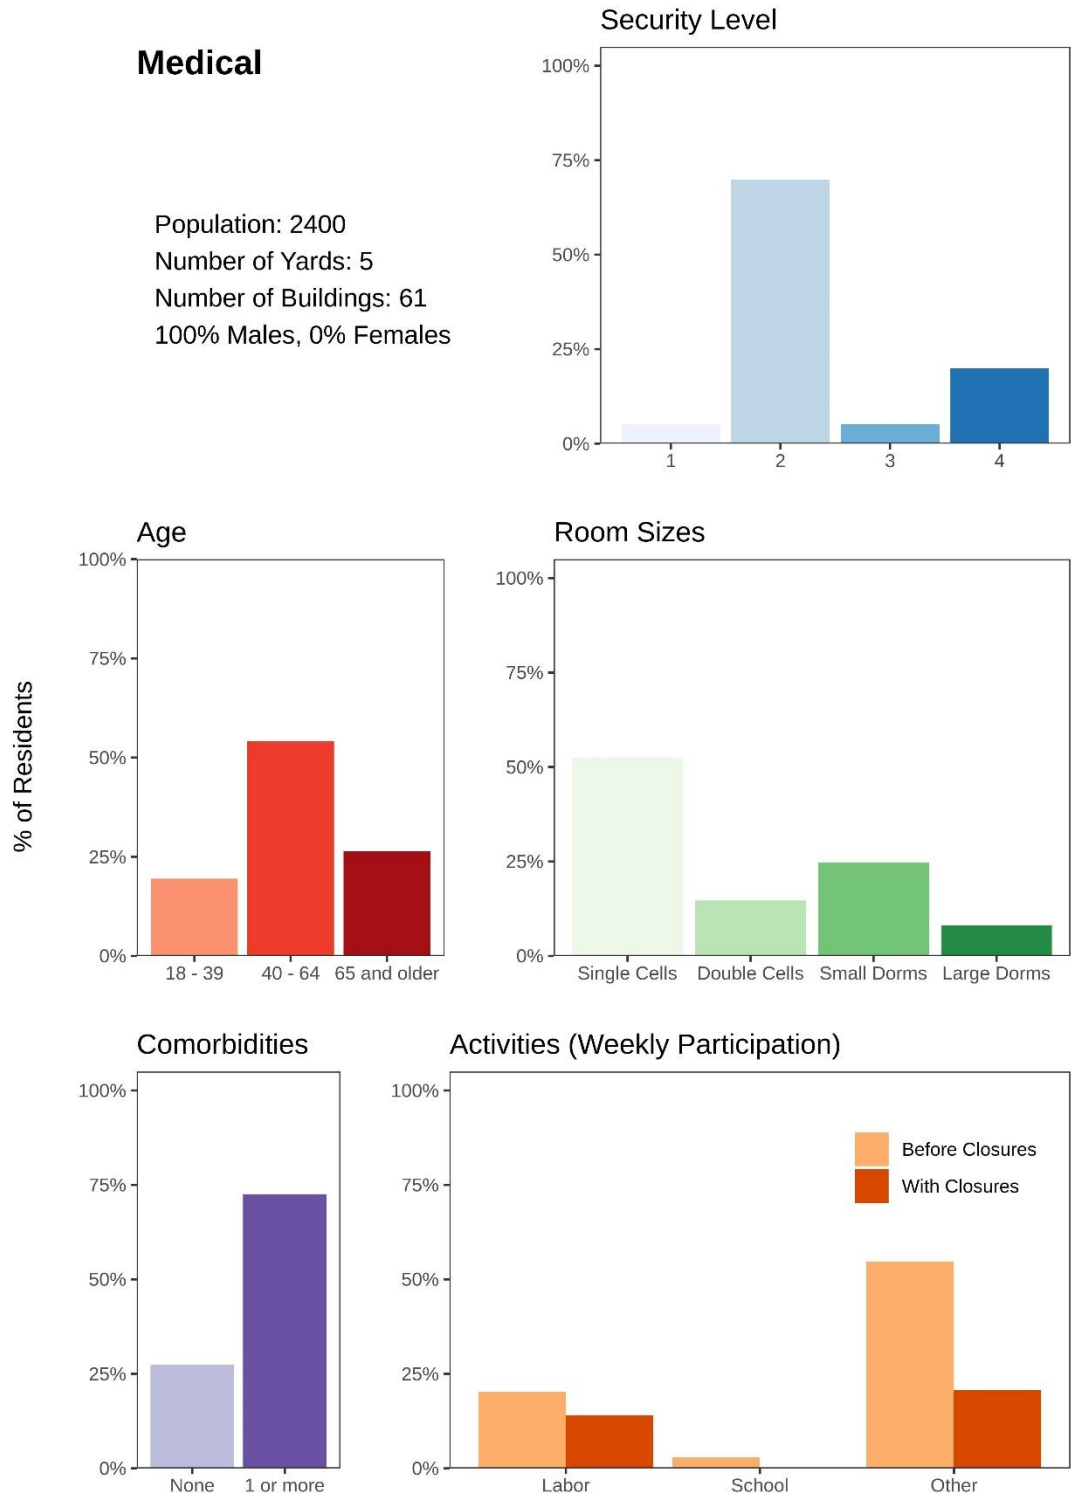 Medical
Population: 2400
Number of Yards: 5
Number of Buildings: 61
100% Males, 0% Females
Security Level
100%
75%
50%
25%
0%
1 2 3 4
% of Residents
Age
100%
75%
50%
25%
0%
18 - 39 40 - 64 65 and older
Room Sizes
100%
75%
50%
25%
0%
Single Cells Double Cells Small Dorms Large Dorms
Comorbidities
100%
75%
50%
25%
0%
None 1 or more
Activities (Weekly Participation)
100%
75%
50%
25%
0%
Before Closures
With Closures
Labor School Other